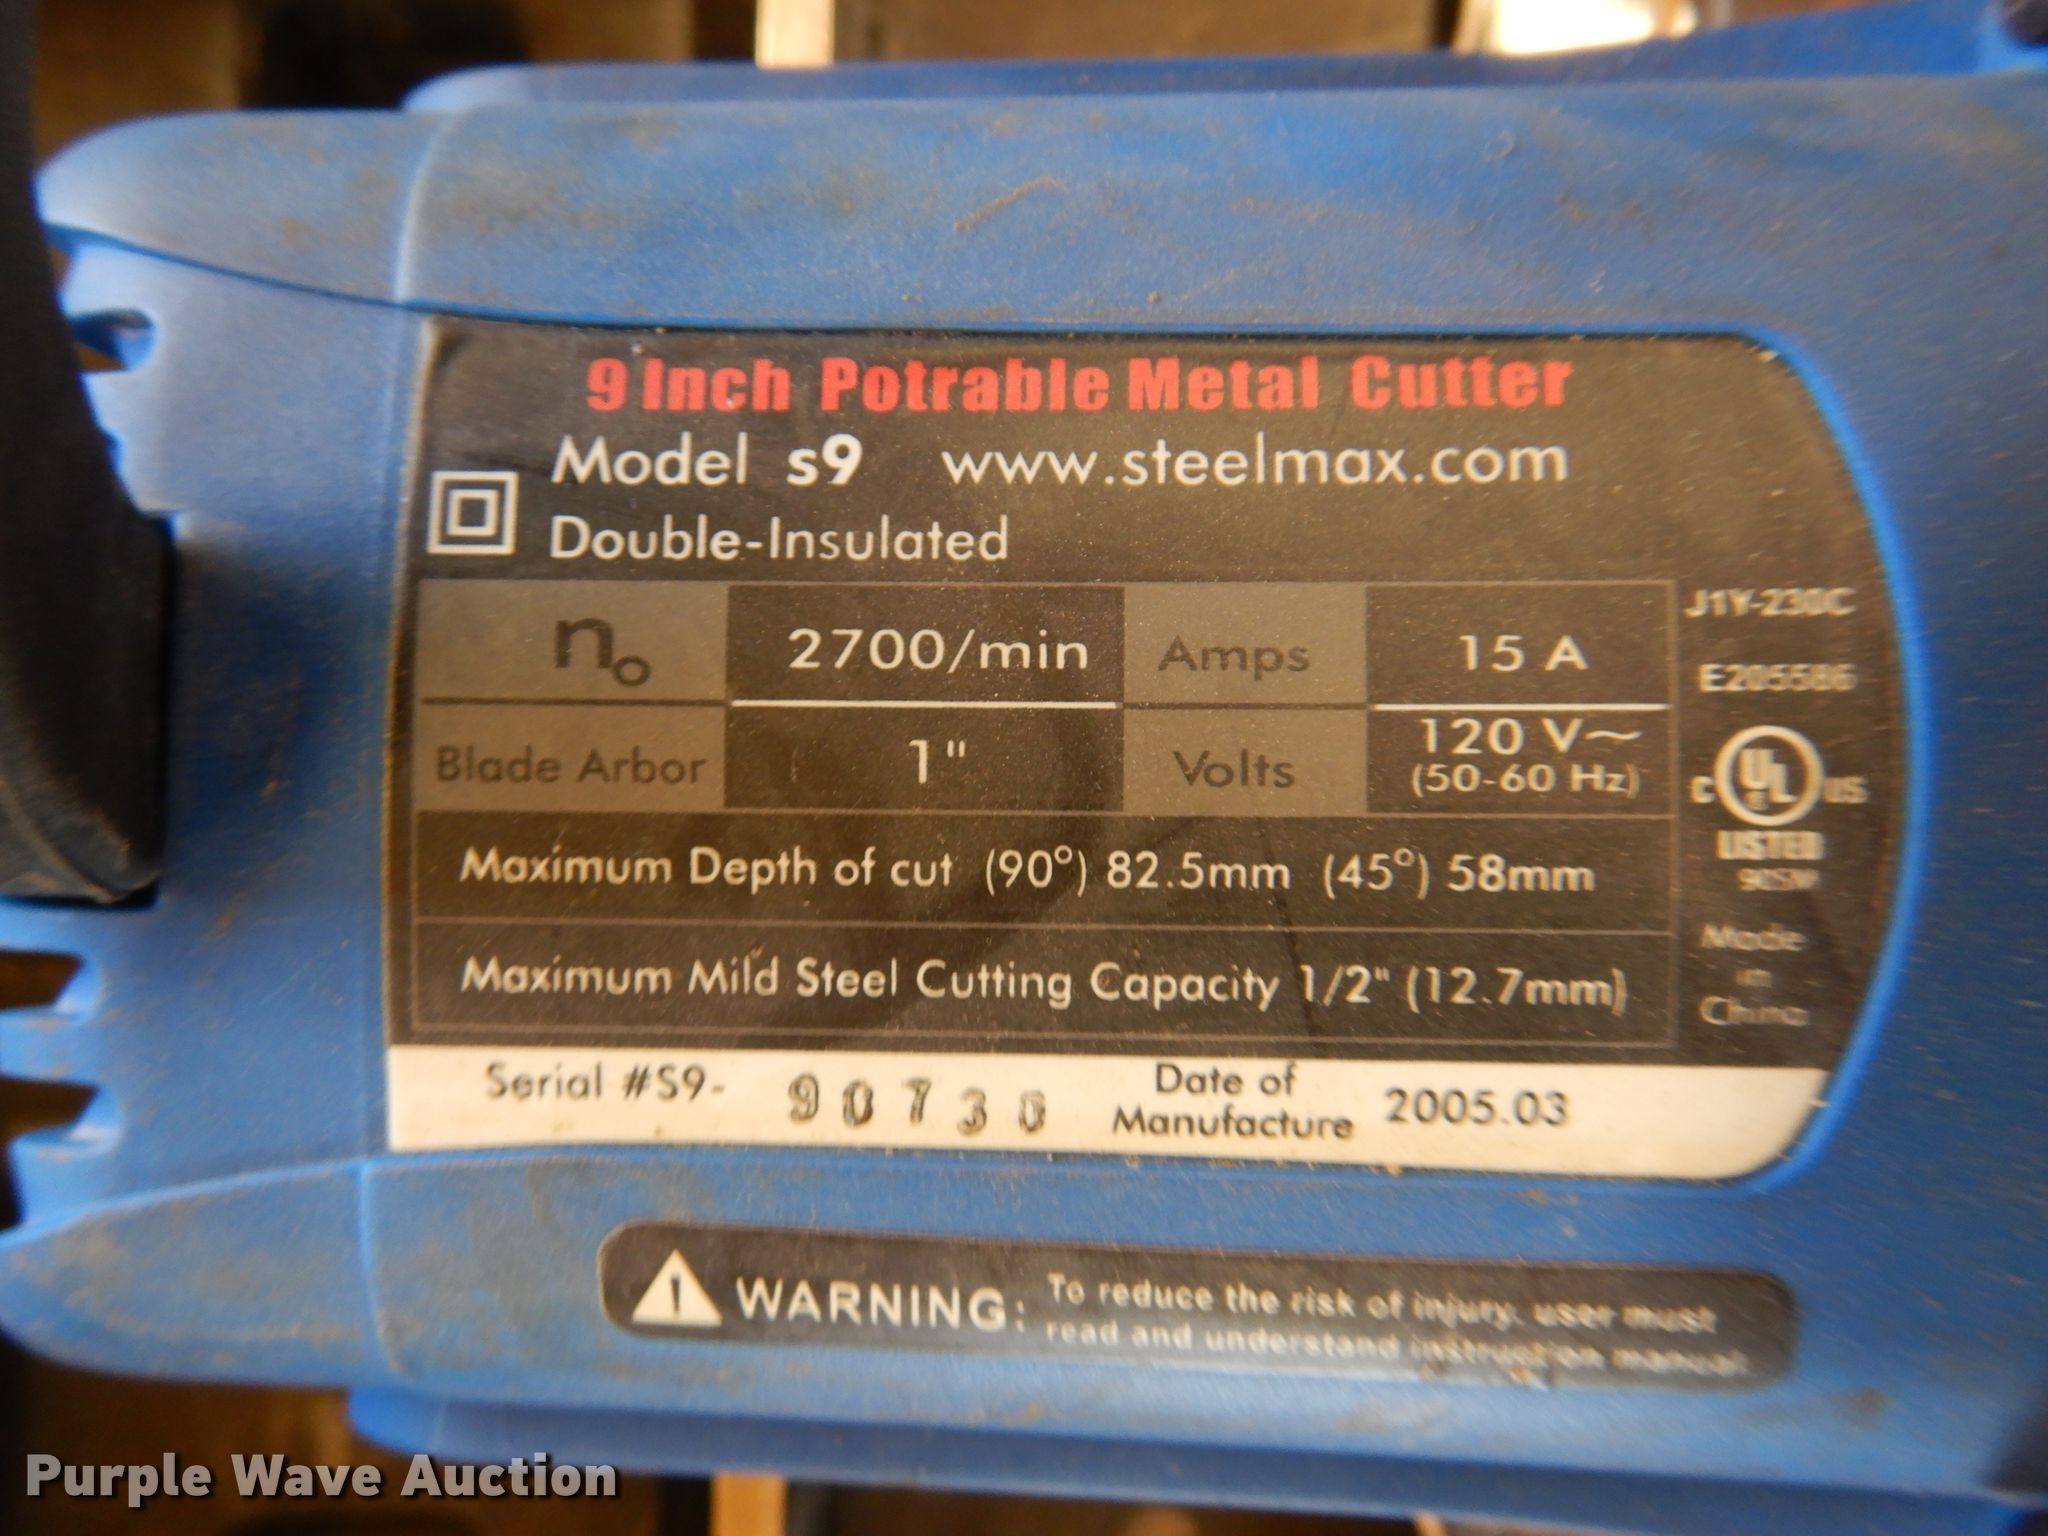 9 Inch Potrable Metal Cutter
Model s9 www.steelmax.com
Double-Insulated
no 2700/min Amps 15 A
Blade Arbor 1" Volts 120 V~
(50-60 Hz)
Maximum Depth of cut (90°) 82.5mm (45°) 58mm
Maximum Mild Steel Cutting Capacity 1/2" (12.7mm)
J1Y-230C
E205586
C UL US
LISTED
Made
in
China
Serial #S9- 90730 Date of Manufacture 2005.03
WARNING: To reduce the risk of injury, user must
read and understand instruction manual.
Purple Wave Auction